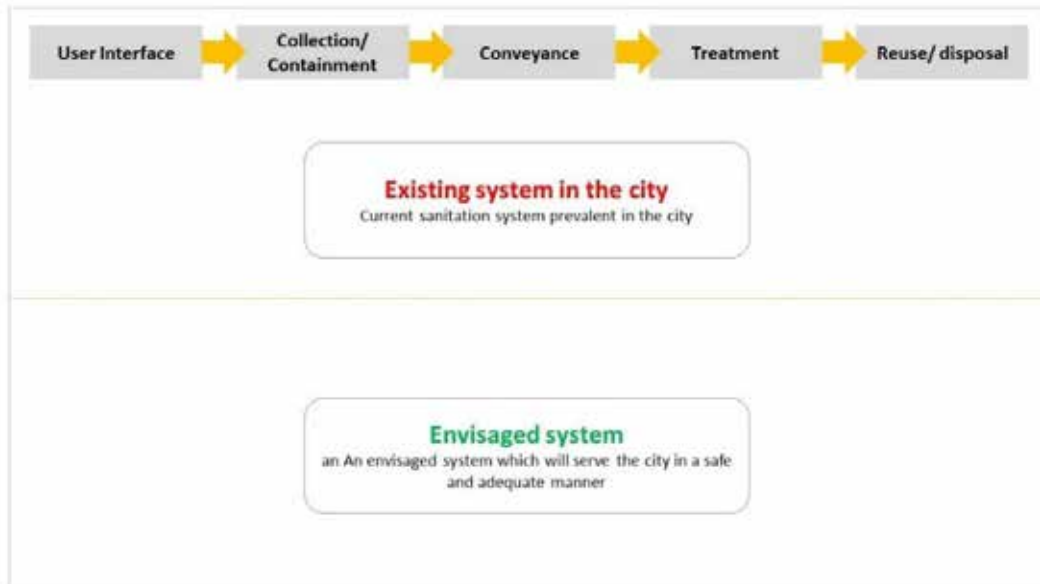 User Interface
Collection/
Containment
Conveyance
Treatment
Reuse/ disposal
Existing system in the city
Current sanitation system prevalent in the city
Envisaged system
an An envisaged system which will serve the city in a safe
and adequate manner